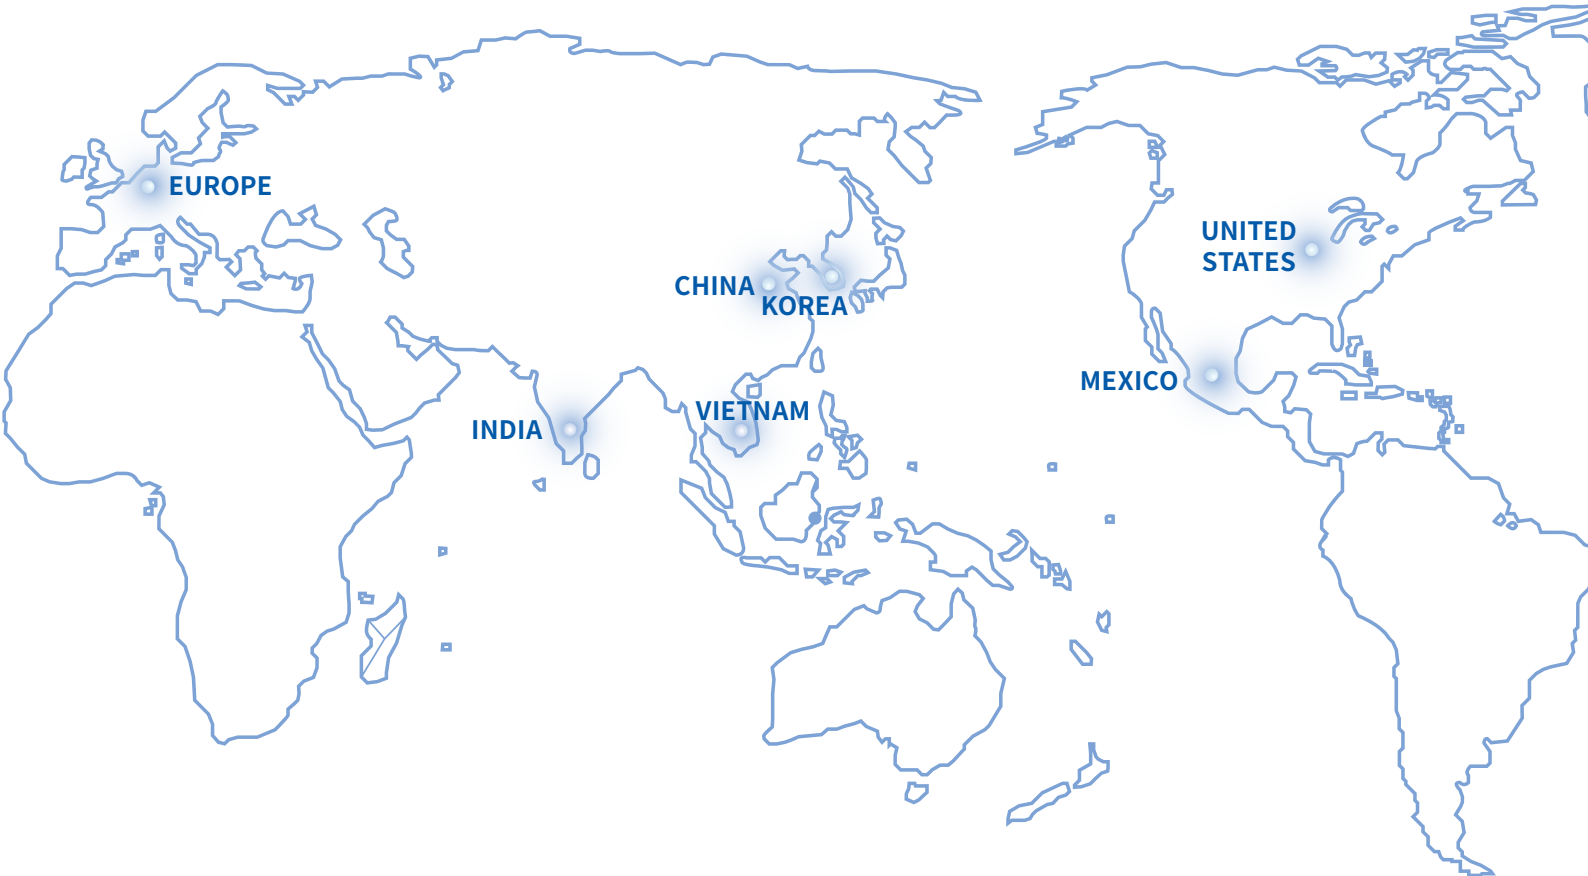 EUROPE
UNITED
STATES
CHINA
KOREA
MEXICO
VIETNAM
INDIA